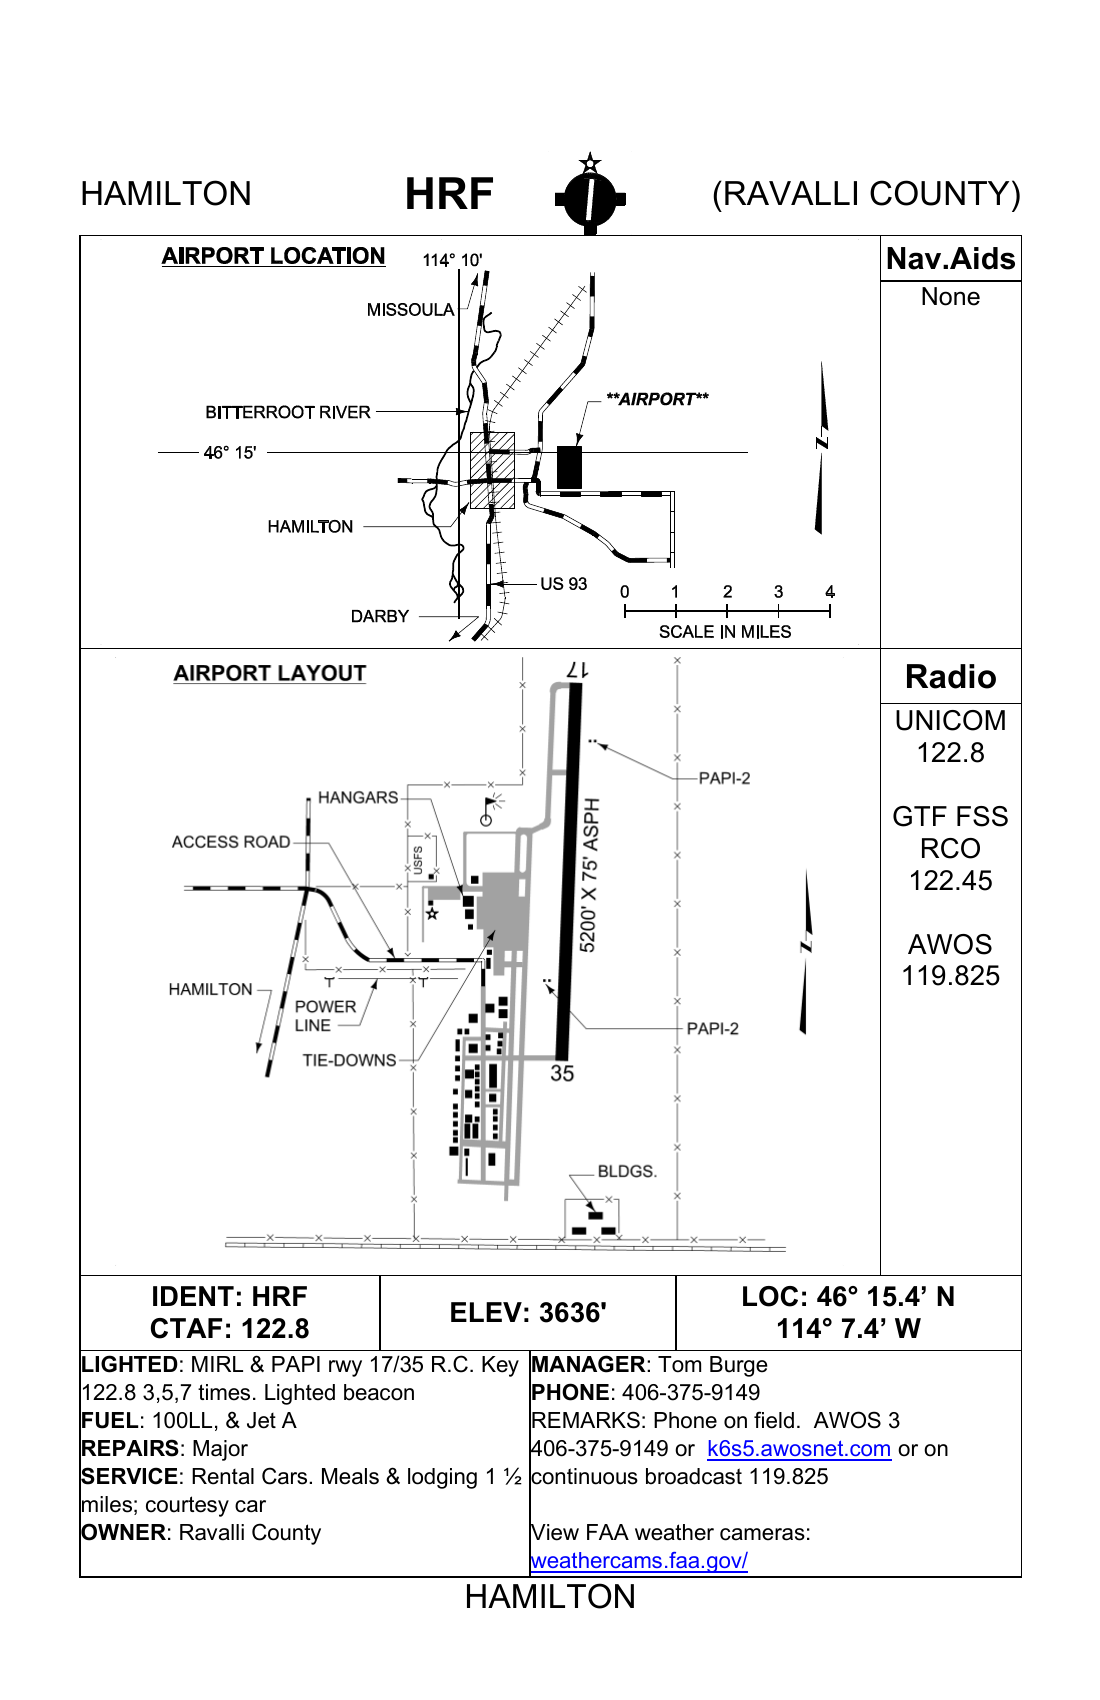 HAMILTON HRF (RAVALLI COUNTY)
AIRPORT LOCATION
114° 10'
MISSOULA
**AIRPORT**
BITTERROOT RIVER
46° 15'
N
HAMILTON
US 93
DARBY
0 1 2 3 4
SCALE IN MILES
Nav.Aids
None
AIRPORT LAYOUT
17
PAPI-2
HANGARS
ACCESS ROAD
USFS
5200' X 75' ASPH
HAMILTON
POWER
LINE
TIE-DOWNS
PAPI-2
35
N
BLDGS.
Radio
UNICOM
122.8
GTF FSS
RCO
122.45
AWOS
119.825
IDENT: HRF
CTAF: 122.8
ELEV: 3636'
LOC: 46° 15.4’ N
114° 7.4’ W
LIGHTED: MIRL & PAPI rwy 17/35 R.C. Key
122.8 3,5,7 times. Lighted beacon
FUEL: 100LL, & Jet A
REPAIRS: Major
SERVICE: Rental Cars. Meals & lodging 1 ½
miles; courtesy car
OWNER: Ravalli County
MANAGER: Tom Burge
PHONE: 406-375-9149
REMARKS: Phone on field. AWOS 3
406-375-9149 or k6s5.awosnet.com or on
continuous broadcast 119.825
View FAA weather cameras:
weathercams.faa.gov/
HAMILTON